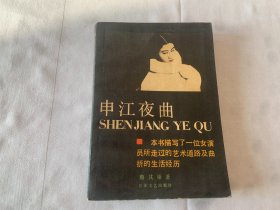 申江夜曲
SHENJIANG YE QU
本书描写了一位女演
员所走过的艺术道路及曲
折的生活经历
著